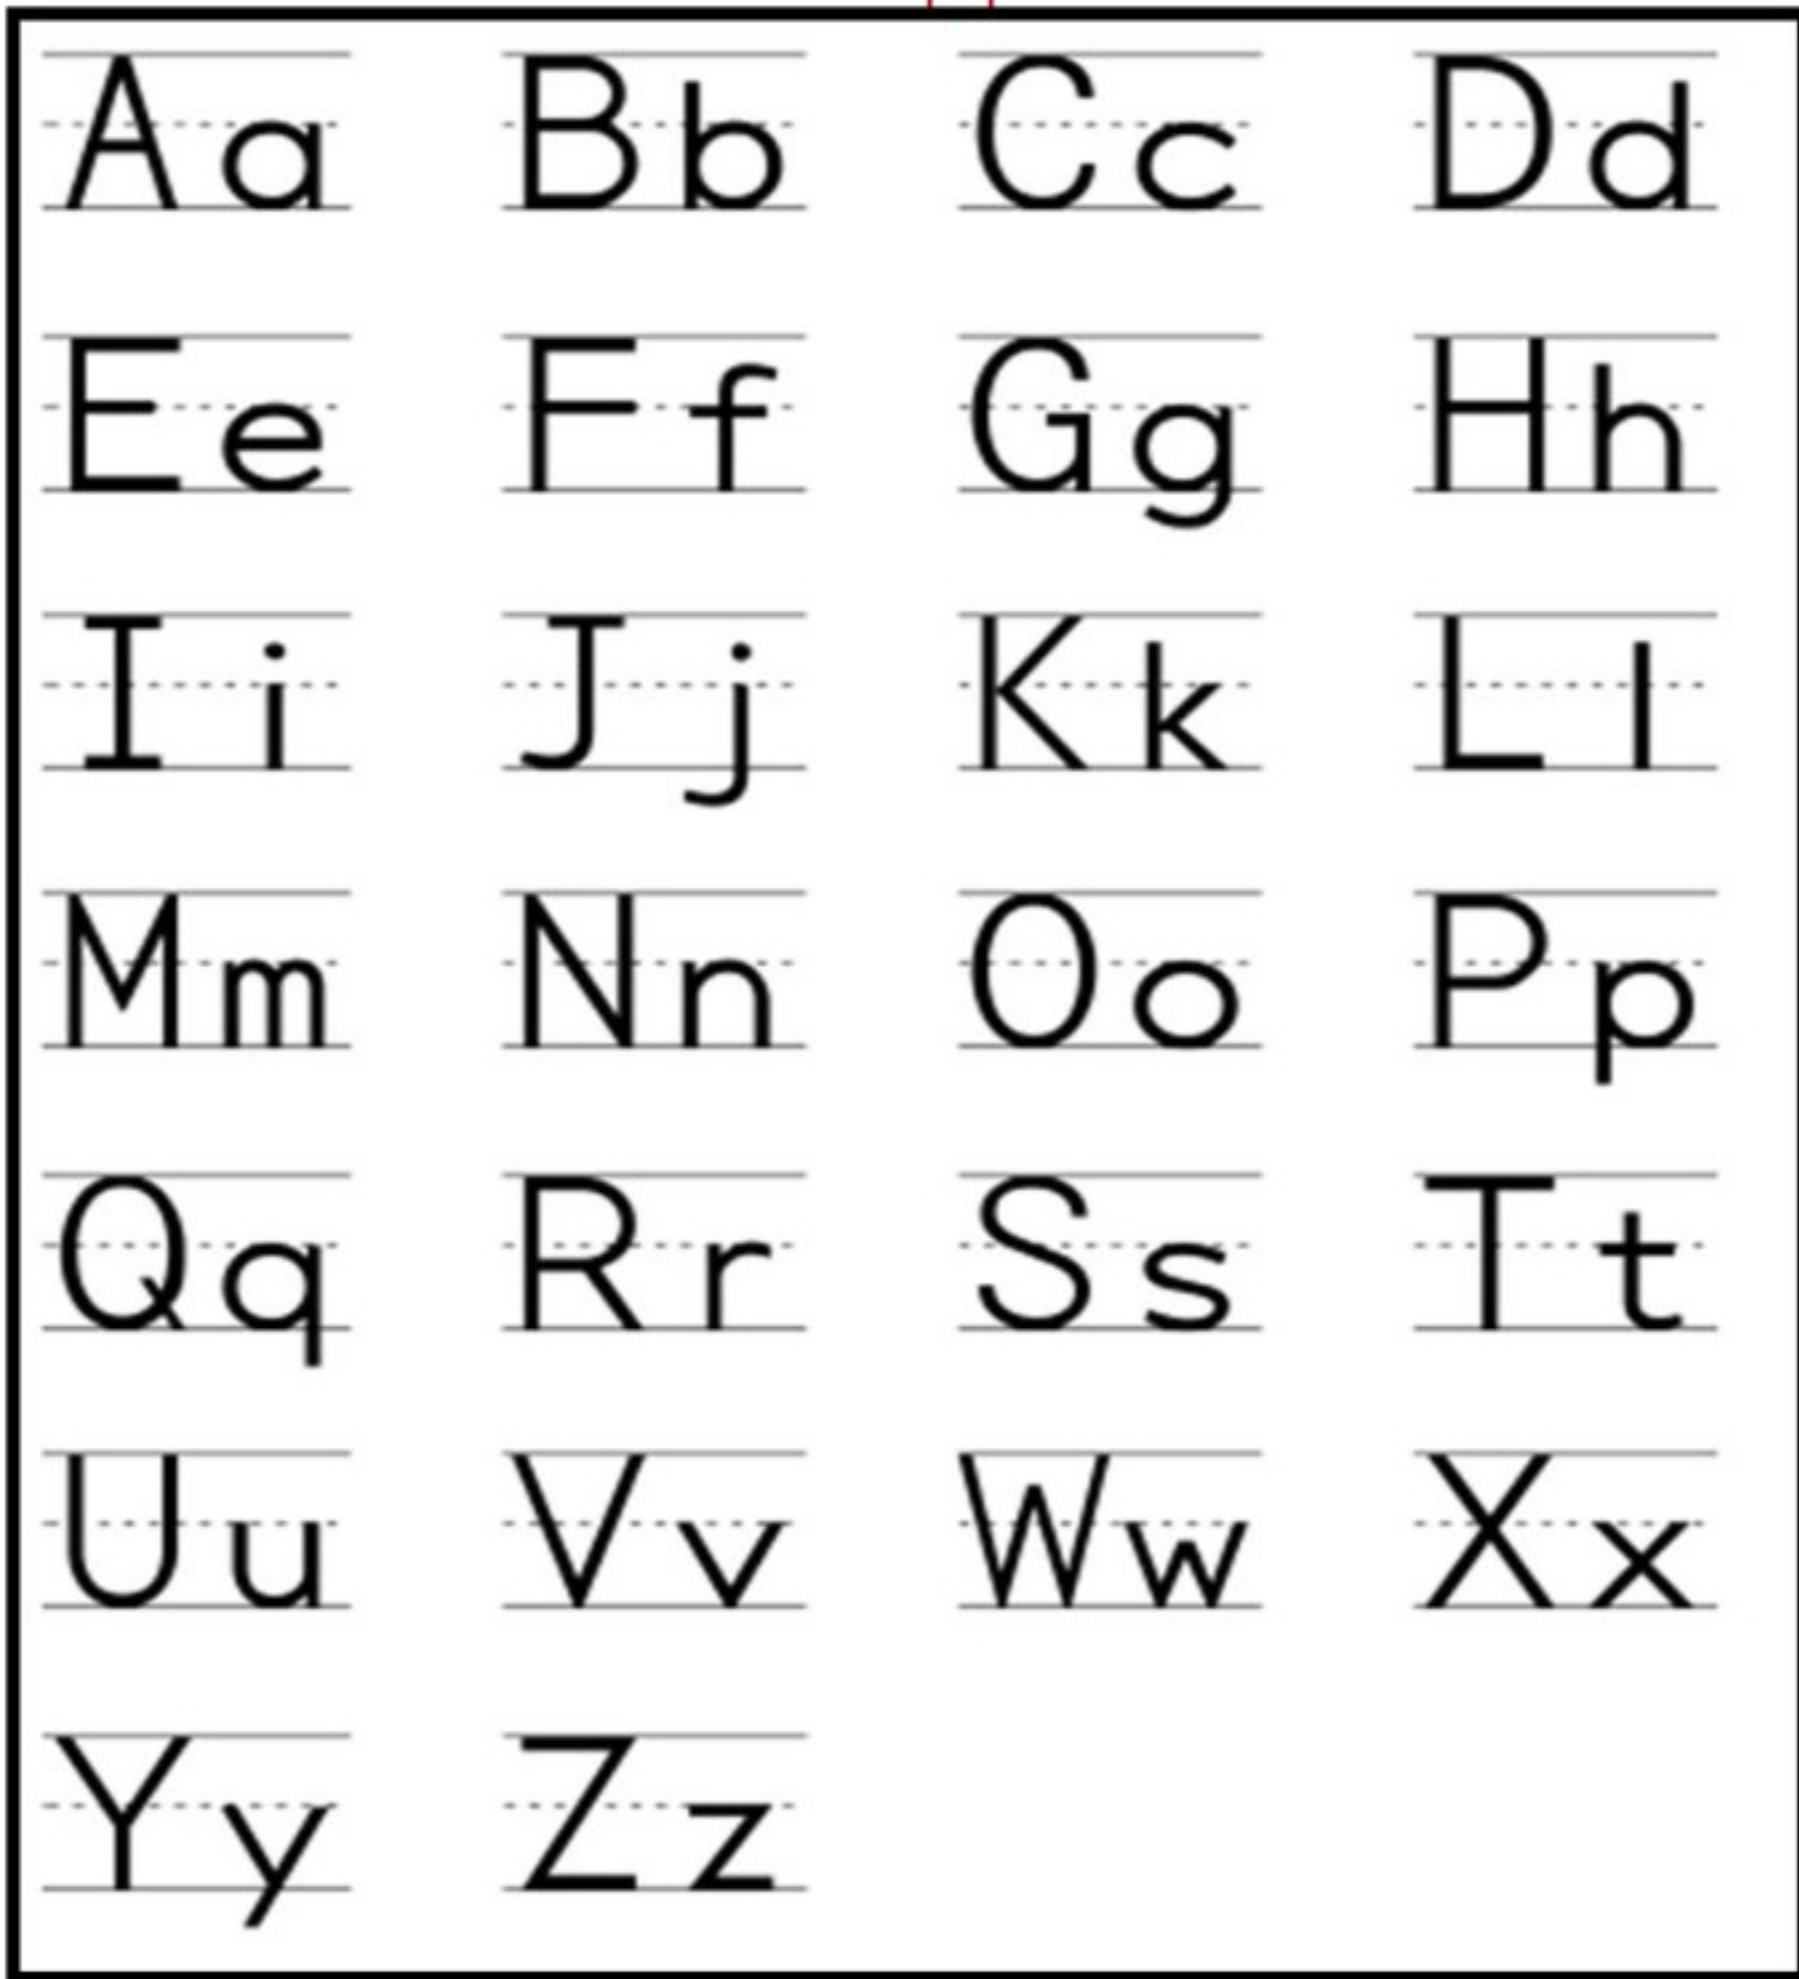 Aa Bb Cc Dd
Ee Ff Gg Hh
Ii Jj Kk Ll
Mm Nn Oo Pp
Qq Rr Ss Tt
Uu Vv Ww Xx
Yy Zz